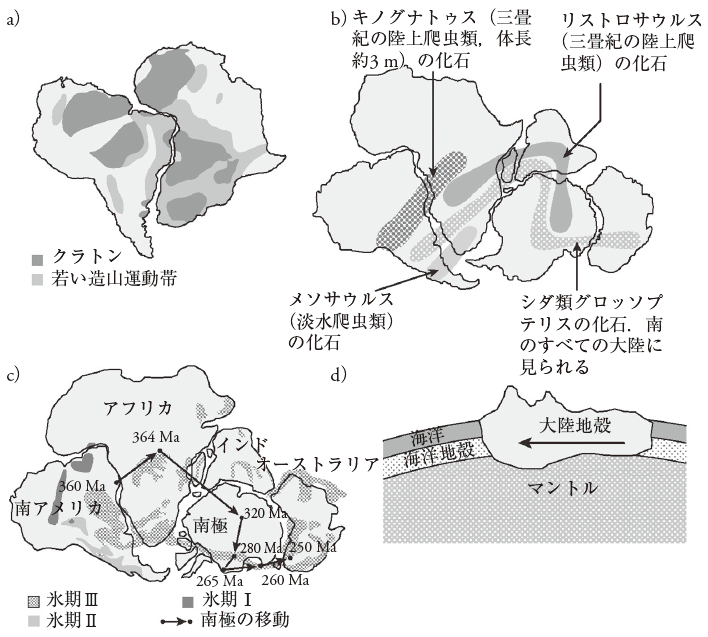 a)
クラトン
若い造山運動帯
b)
キノグナトゥス（三畳
紀の陸上爬虫類，体長
約3 m）の化石
リストロサウルス
（三畳紀の陸上爬
虫類）の化石
メソサウルス
（淡水爬虫類）
の化石
シダ類グロッソプ
テリスの化石．南
のすべての大陸に
見られる
c)
アフリカ
364 Ma
インド
オーストラリア
360 Ma
南アメリカ
南極
320 Ma
280 Ma
250 Ma
265 Ma
260 Ma
氷期Ⅲ
氷期Ⅰ
氷期Ⅱ
南極の移動
d)
大陸地殻
海洋
海洋地殻
マントル